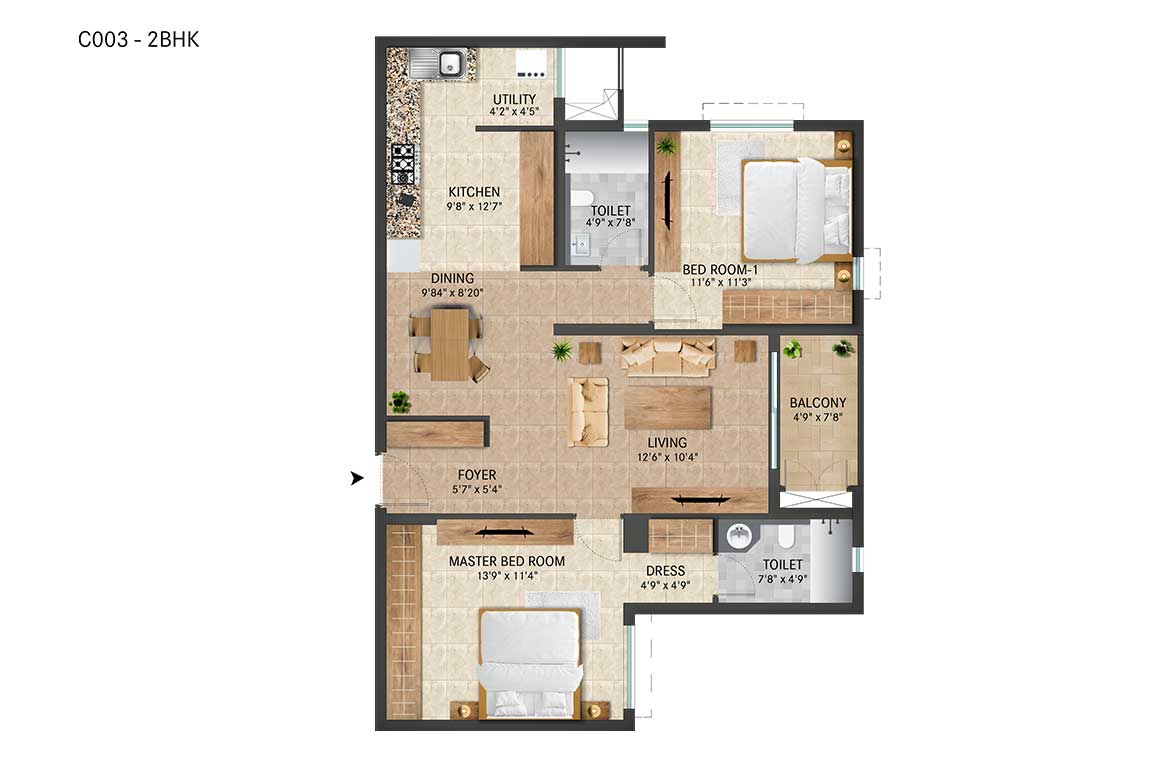 C003 - 2BHK
UTILITY
4'2" x 4'5"
KITCHEN
9'8" x 12'7"
TOILET
4'9" x 7'8"
BED ROOM-1
11'6" x 11'3"
DINING
9'84" x 8'20"
BALCONY
4'9" x 7'8"
LIVING
12'6" x 10'4"
FOYER
5'7" x 5'4"
MASTER BED ROOM
13'9" x 11'4"
DRESS
4'9" x 4'9"
TOILET
7'8" x 4'9"